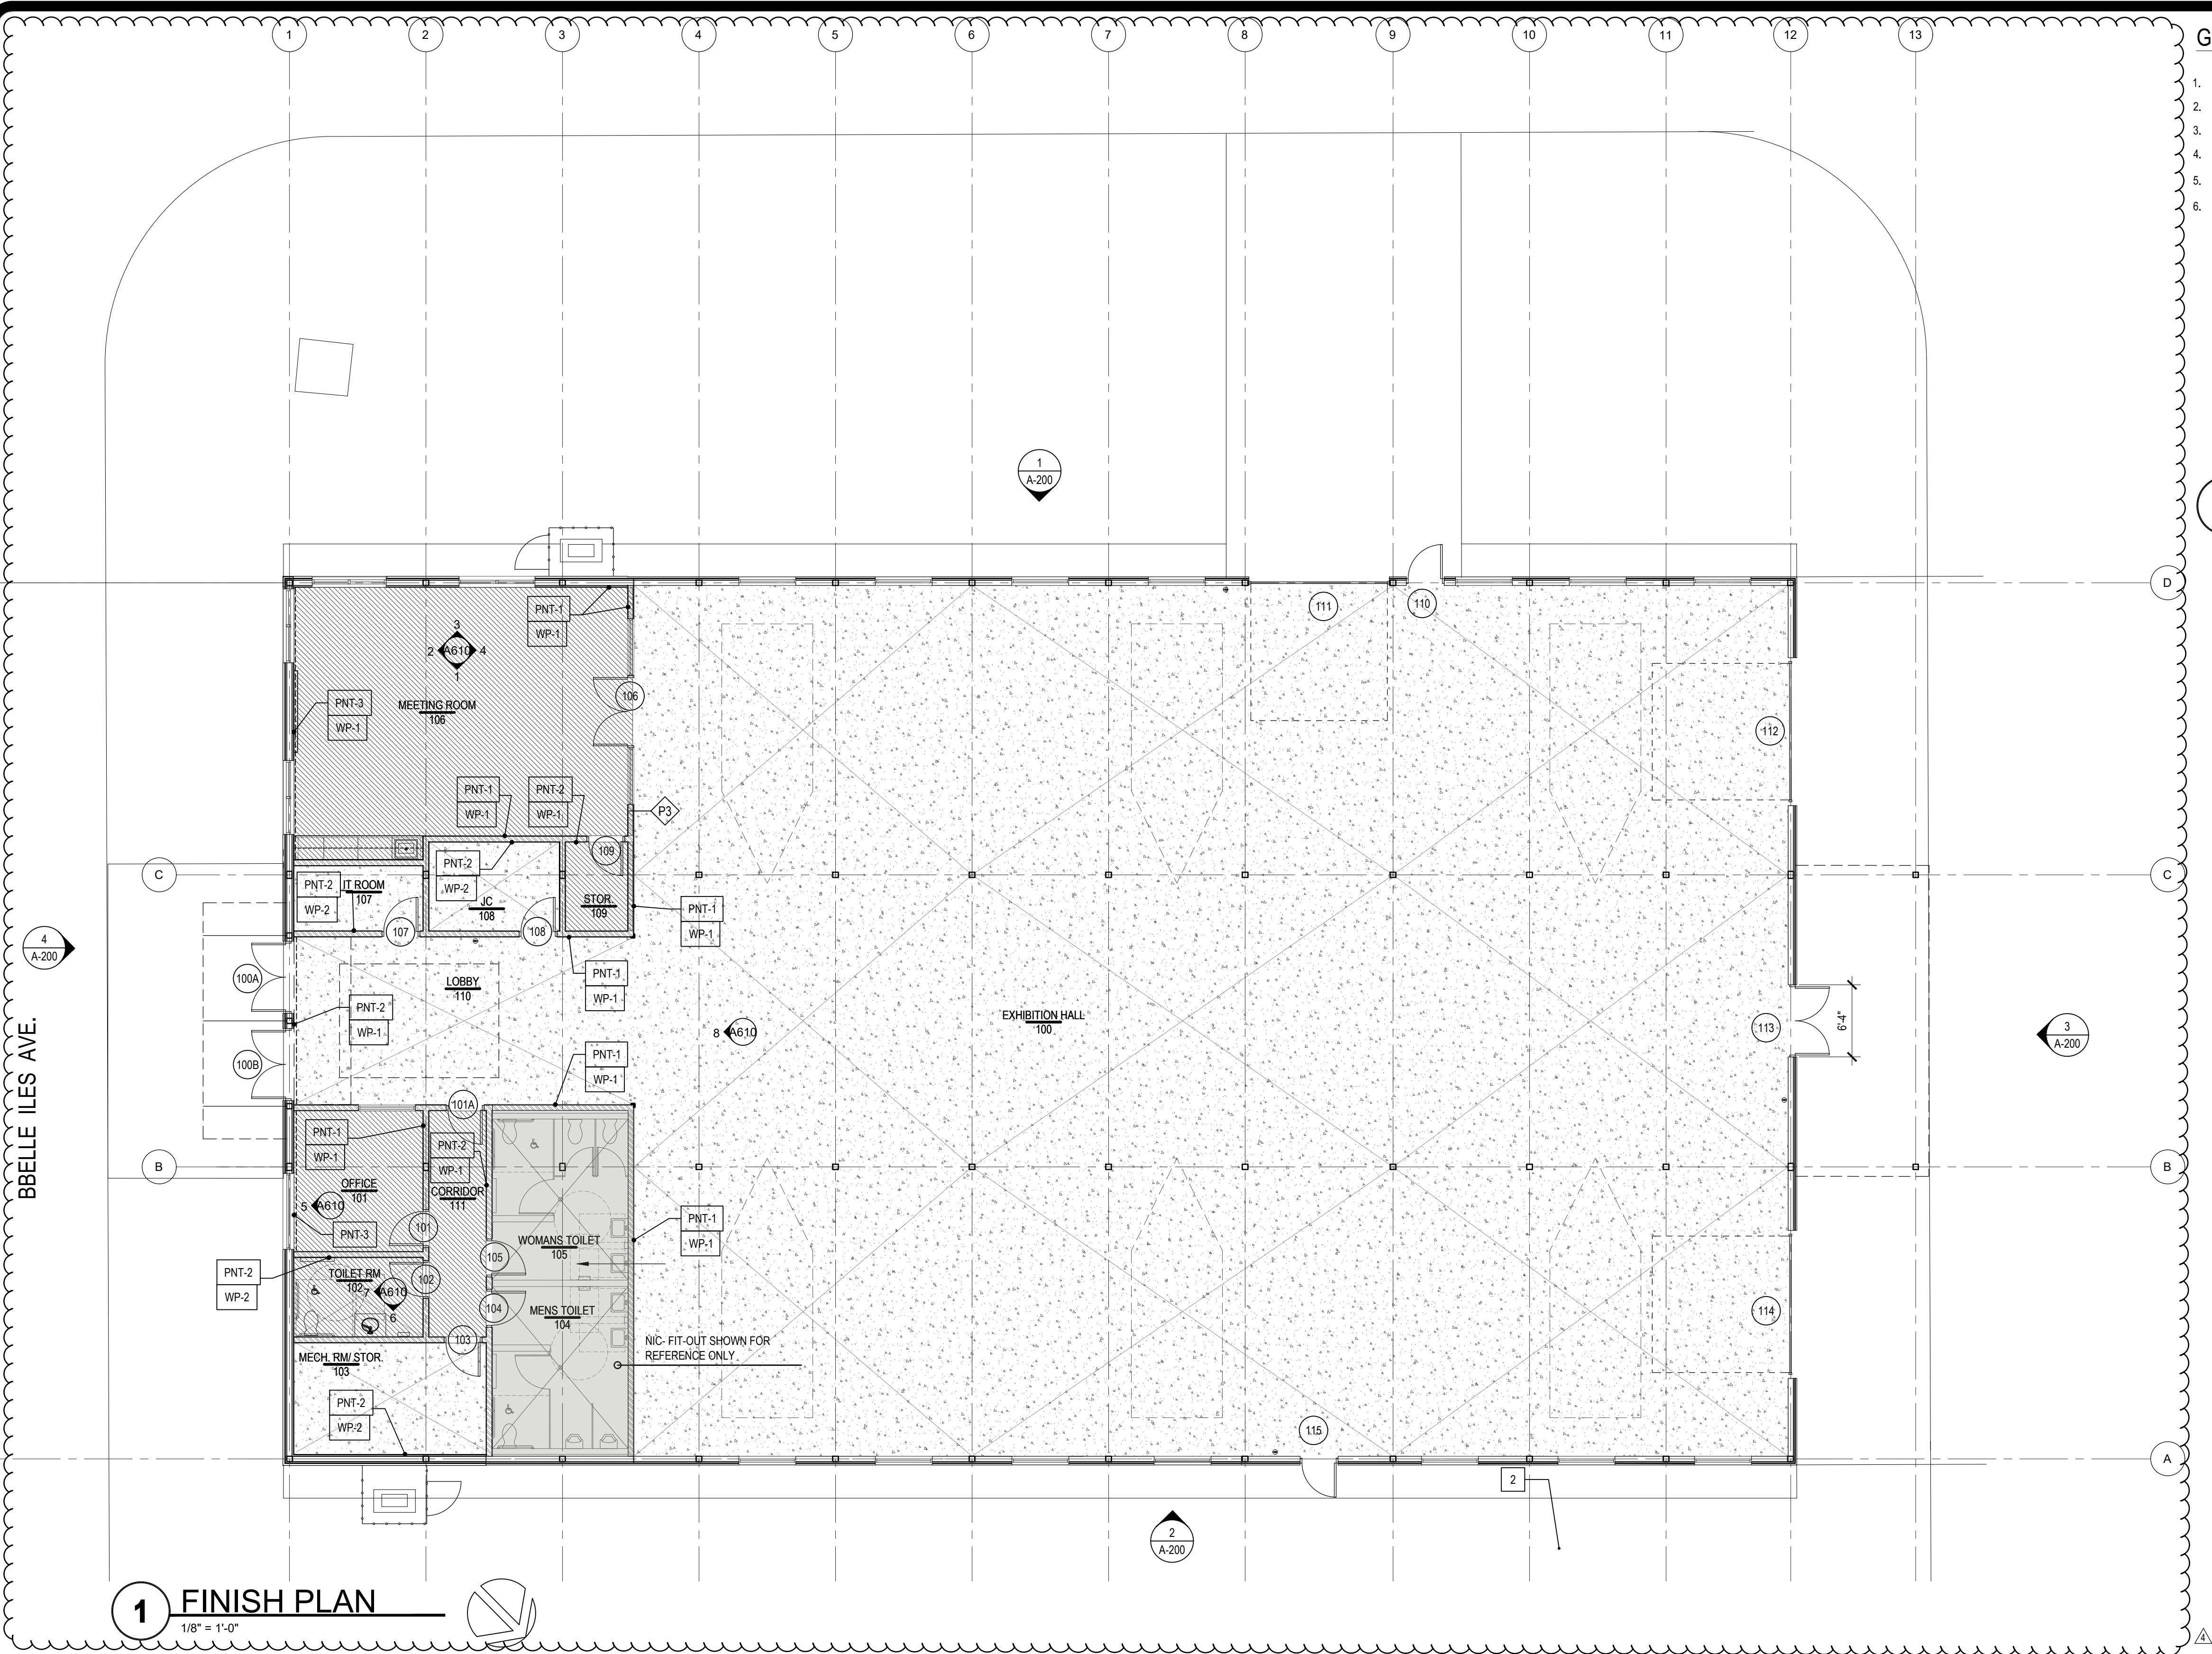 1 2 3 4 5 6 7 8 9 10 11 12 13
G
1.
2.
3.
4.
5.
6.
1
A-200
D
PNT-1
WP-1
111
110
3
2 A610 4
1
106
PNT-3
WP-1
MEETING ROOM
106
112
PNT-1
WP-1
PNT-2
WP-1
P3
109
C
PNT-2
WP-2
IT ROOM
107
PNT-2
WP-2
JC
108
STOR.
109
PNT-1
WP-1
C
107
108
4
A-200
100A
LOBBY
110
PNT-1
WP-1
PNT-2
WP-1
8 A610
EXHIBITION HALL
100
113
6'-4"
3
A-200
BBELLE ILES AVE.
100B
PNT-1
WP-1
101A
PNT-1
WP-1
PNT-2
WP-1
B
OFFICE
101
CORRIDOR
111
B
5 A610
PNT-3
101
PNT-1
WP-1
WOMANS TOILET
105
105
PNT-2
WP-2
TOILET RM
102
7 A610
6
102
104
MENS TOILET
104
114
103
NIC- FIT-OUT SHOWN FOR
REFERENCE ONLY
MECH. RM/ STOR.
103
PNT-2
WP-2
115
A
2
2
A-200
1 FINISH PLAN
1/8" = 1'-0"
4